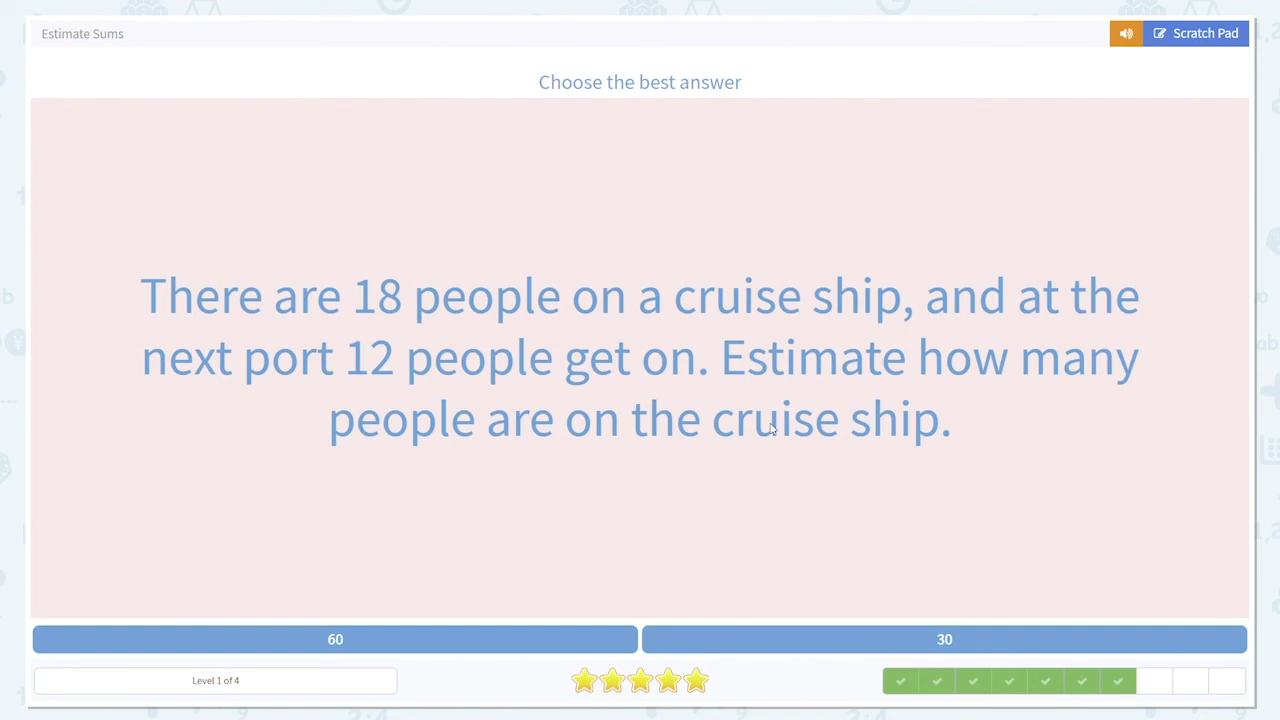 Estimate Sums
Scratch Pad
Choose the best answer
There are 18 people on a cruise ship, and at the
next port 12 people get on. Estimate how many
people are on the cruise ship.
60
30
Level 1 of 4